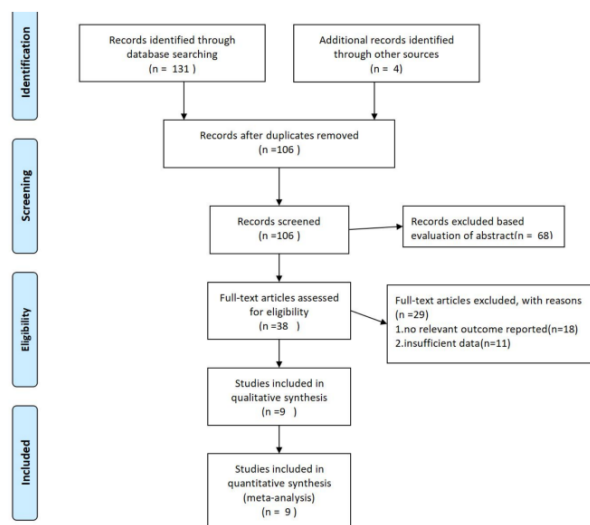 Identification
Records identified through
database searching
(n = 131 )
Additional records identified
through other sources
(n = 4)
Records after duplicates removed
(n =106 )
Screening
Records screened
(n =106 )
Records excluded based
evaluation of abstract(n = 68)
Eligibility
Full-text articles assessed
for eligibility
(n =38 )
Full-text articles excluded, with reasons
(n =29)
1.no relevant outcome reported(n=18)
2.insufficient data(n=11)
Studies included in
qualitative synthesis
(n =9 )
Included
Studies included in
quantitative synthesis
(meta-analysis)
(n = 9 )